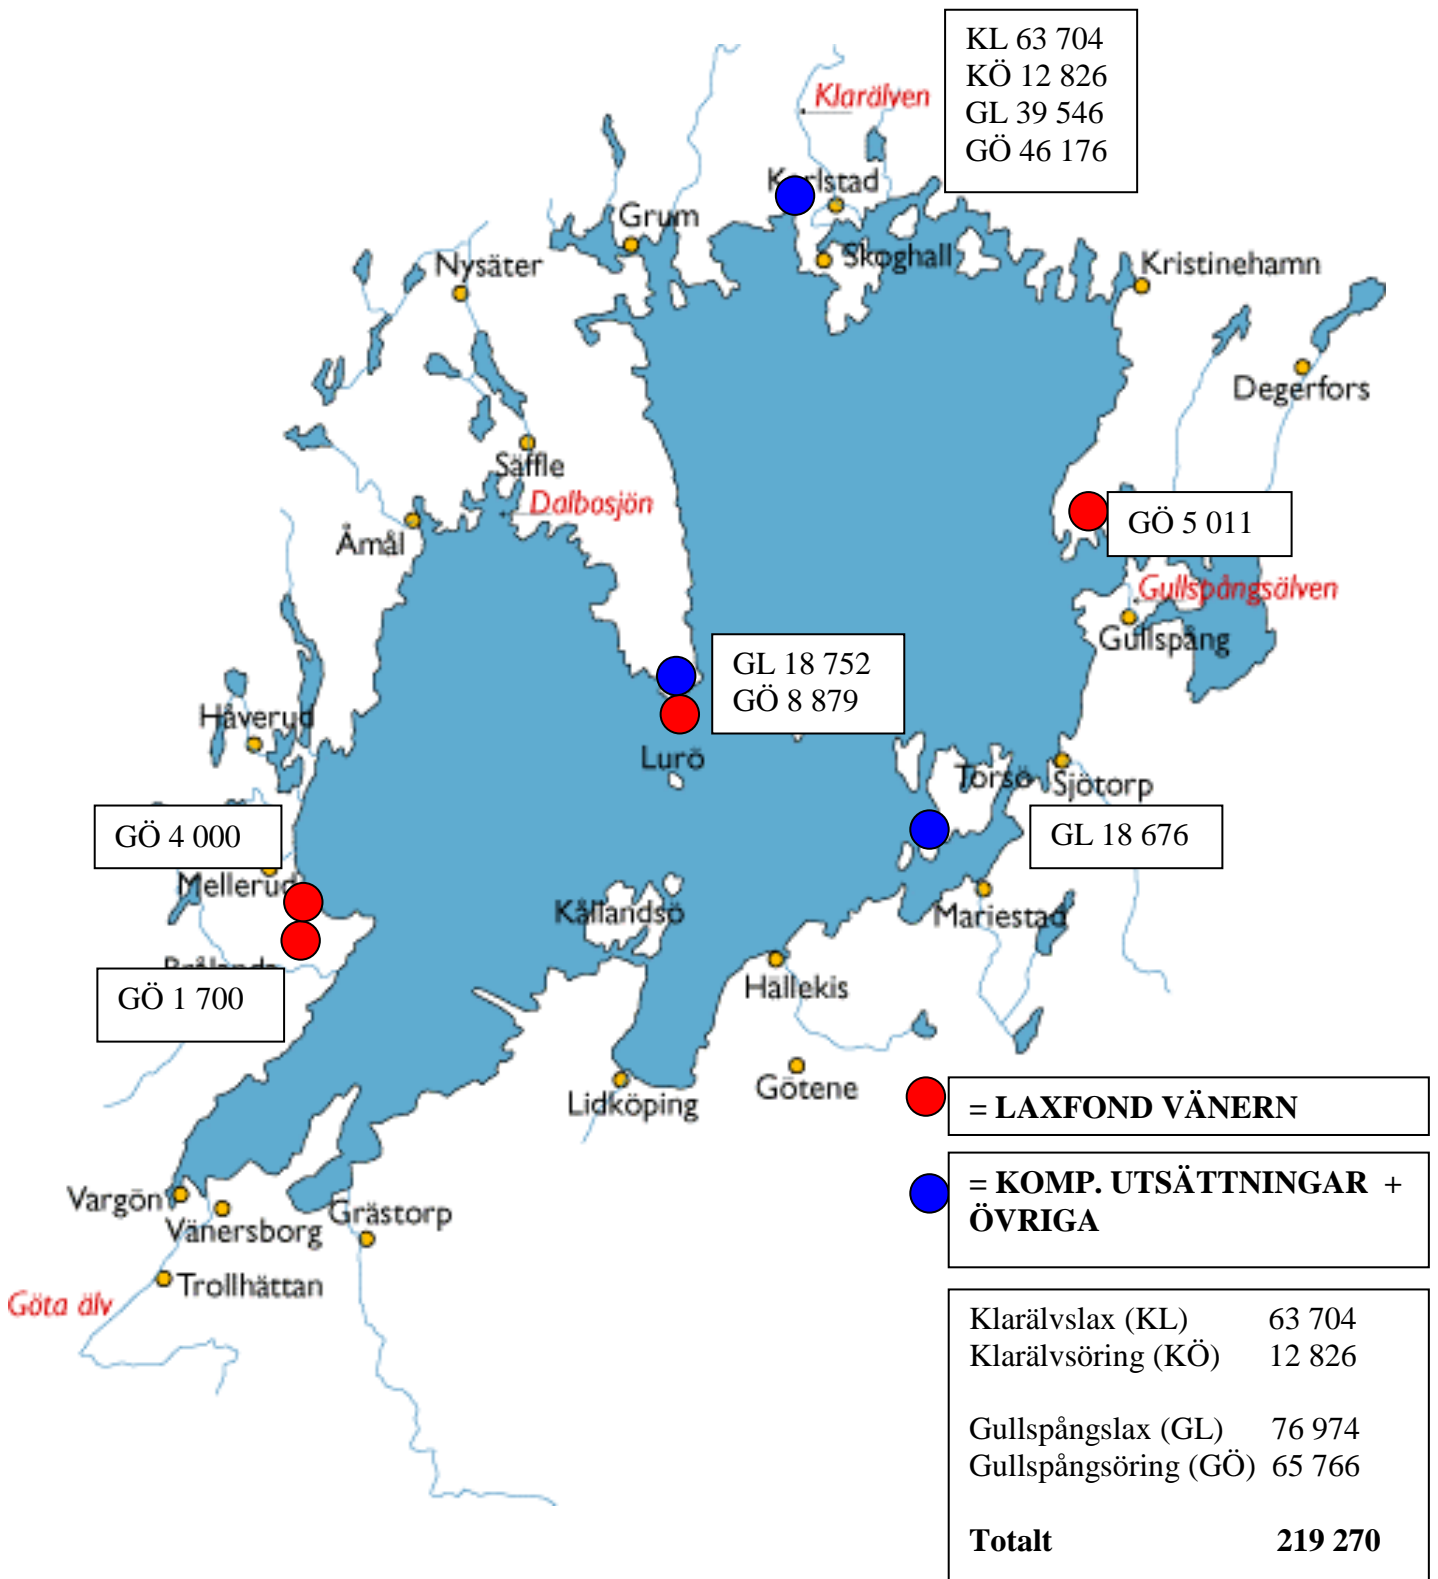 KL 63 704
KÖ 12 826
GL 39 546
GÖ 46 176
Klarälven
Karlstad
Grum
Skoghall
Nysäter
Kristinehamn
Degerfors
Säffle
Dalbosjön
Åmål
GÖ 5 011
Gullspångsälven
Gullspång
GL 18 752
GÖ 8 879
Håverud
Lurö
Torsö
Sjötorp
GÖ 4 000
GL 18 676
Mellerud
Kållandsö
Mariestad
GÖ 1 700
Hällekis
Götene
Lidköping
= LAXFOND VÄNERN
= KOMP. UTSÄTTNINGAR +
ÖVRIGA
Vargön
Vänersborg
Grästorp
Trollhättan
Göta älv
Klarälvslax (KL) 63 704
Klarälvsöring (KÖ) 12 826
Gullspångslax (GL) 76 974
Gullspångsöring (GÖ) 65 766
Totalt 219 270